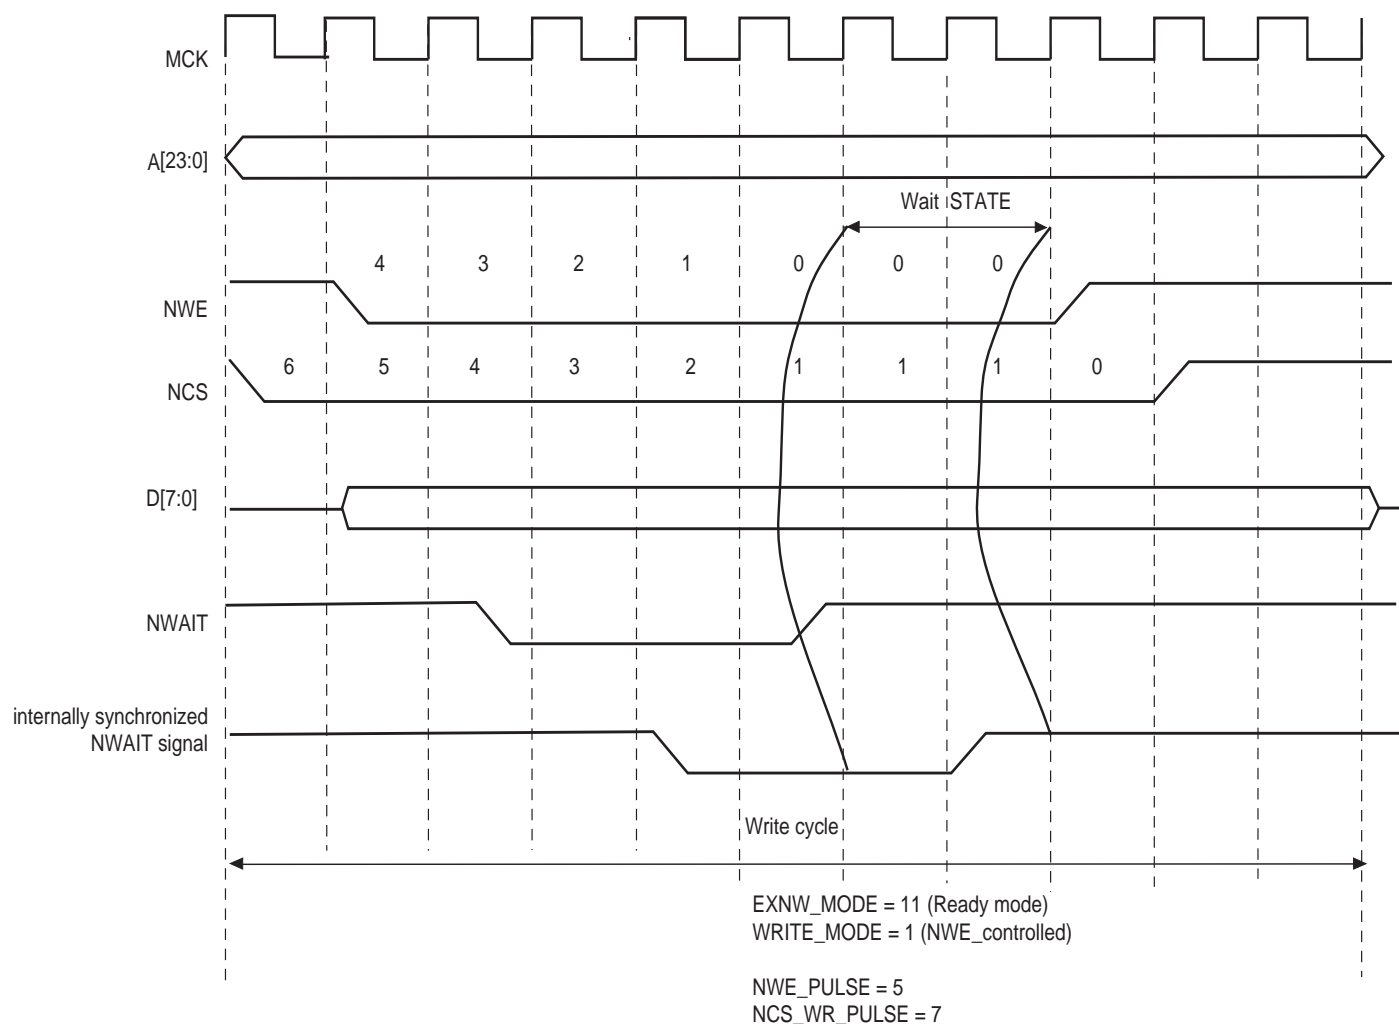 MCK
A[23:0]
Wait STATE
4 3 2 1 0 0 0
NWE
6 5 4 3 2 1 1 1 0
NCS
D[7:0]
NWAIT
internally synchronized
NWAIT signal
Write cycle
EXNW_MODE = 11 (Ready mode)
WRITE_MODE = 1 (NWE_controlled)
NWE_PULSE = 5
NCS_WR_PULSE = 7